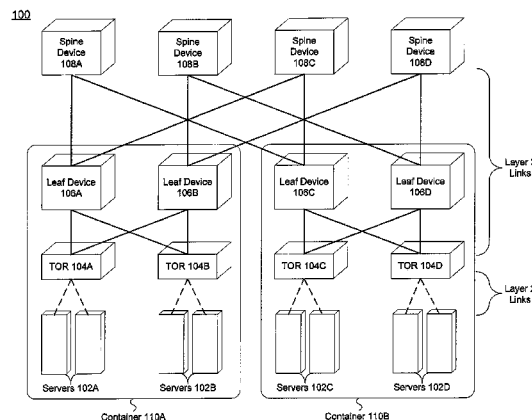 100
Spine
Device
108A
Spine
Device
108B
Spine
Device
108C
Spine
Device
108D
Leaf Device
106A
Leaf Device
106B
Leaf Device
106C
Leaf Device
106D
Layer
Links
TOR 104A
TOR 104B
TOR 104C
TOR 104D
Layer
Links
Servers 102A
Servers 102B
Servers 102C
Servers 102D
Container 110A
Container 110B